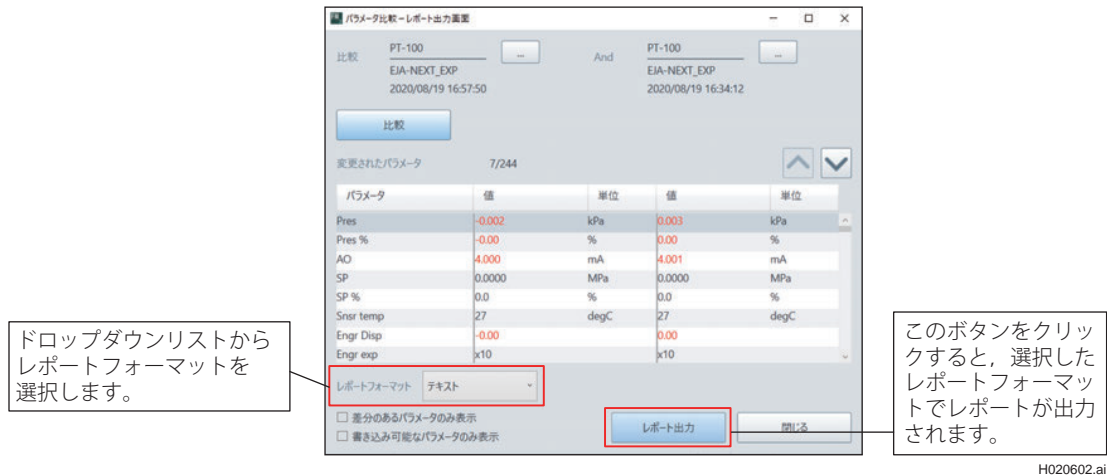 パラメータ比較 – レポート出力画面
比較 PT-100 ... And PT-100 ...
EJA-NEXT_EXP EJA-NEXT_EXP
2020/08/19 16:57:50 2020/08/19 16:34:12
比較
変更されたパラメータ 7/244
パラメータ 値 単位 値 単位
Pres -0.002 kPa 0.003 kPa
Pres % -0.00 % 0.00 %
AO 4.000 mA 4.001 mA
SP 0.0000 MPa 0.0000 MPa
SP % 0.0 % 0.0 %
Snsr temp 27 degC 27 degC
Engr Disp -0.00 0.00
Engr exp x10 x10
レポートフォーマット テキスト
差分のあるパラメータのみ表示
書き込み可能なパラメータのみ表示
レポート出力 閉じる
ドロップダウンリストから
レポートフォーマットを
選択します。
このボタンをクリッ
クすると，選択した
レポートフォーマッ
トでレポートが出力
されます。
H020602.ai